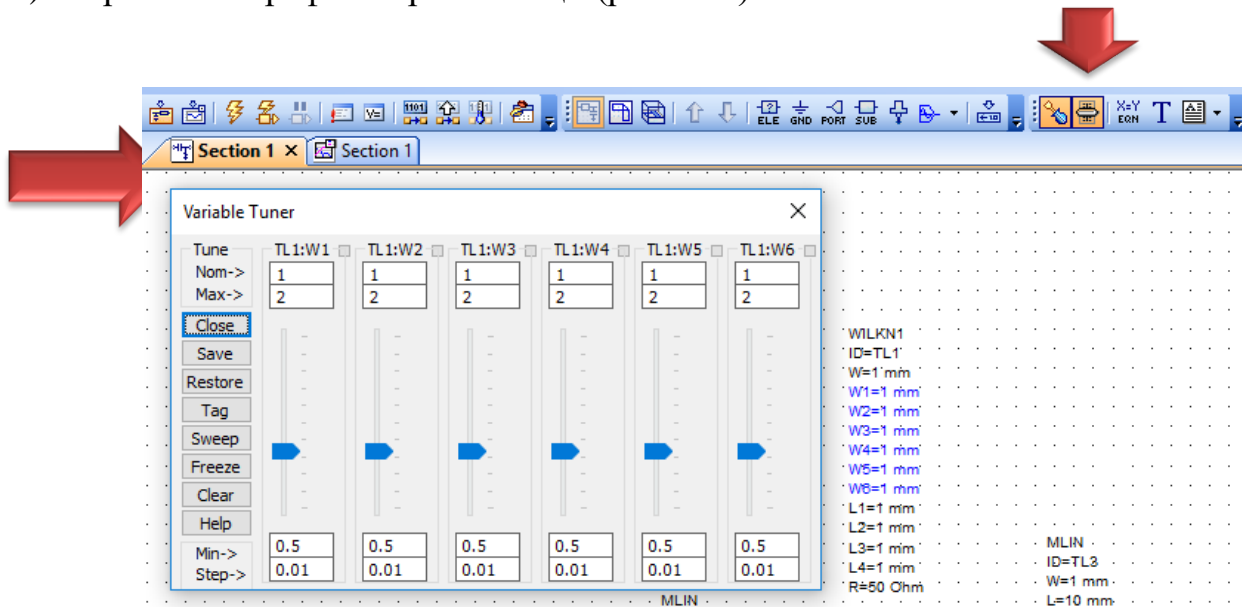 ELE GND PORT SUB X=Y EQN T
Section 1 × Section 1
Variable Tuner
Tune TL1:W1 TL1:W2 TL1:W3 TL1:W4 TL1:W5 TL1:W6
Nom-> 1 1 1 1 1 1
Max-> 2 2 2 2 2 2
Close
Save
Restore
Tag
Sweep
Freeze
Clear
Help
Min-> 0.5 0.5 0.5 0.5 0.5 0.5
Step-> 0.01 0.01 0.01 0.01 0.01 0.01
WILKN1
ID=TL1
W=1 mm
W1=1 mm
W2=1 mm
W3=1 mm
W4=1 mm
W5=1 mm
W6=1 mm
L1=1 mm
L2=1 mm
L3=1 mm
L4=1 mm
R=50 Ohm
MLIN
ID=TL3
W=1 mm
L=10 mm
MLIN